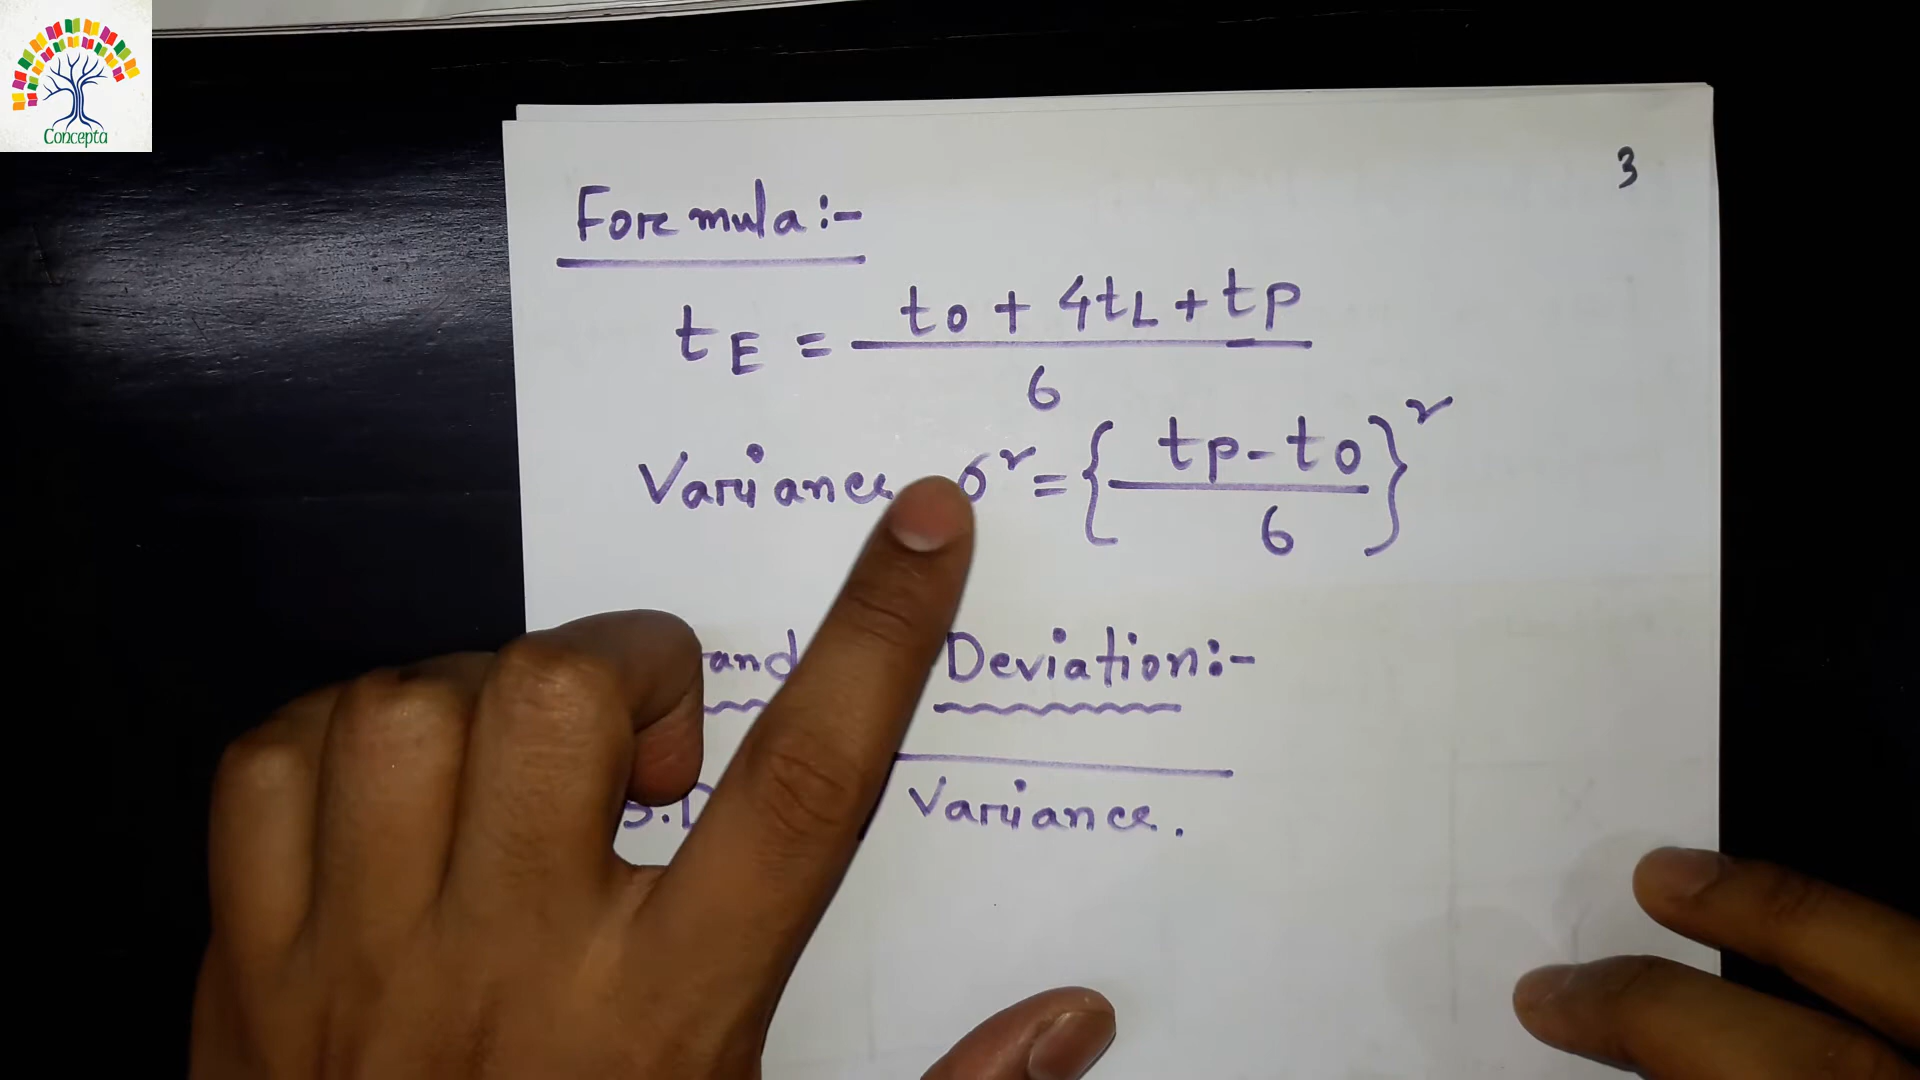 Concepta
3
Formula:-
tE = to + 4tL + tp / 6
Variance σ² = { tp - to / 6 }²
Deviation:-
Variance.